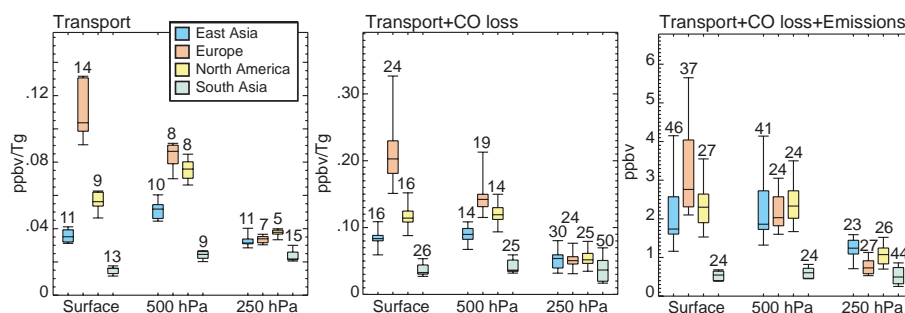 Transport
Transport+CO loss
Transport+CO loss+Emissions
East Asia
Europe
North America
South Asia
ppbv/Tg
.12
.08
.04
0
11
14
9
13
10
8
8
9
11
7
5
15
Surface
500 hPa
250 hPa
ppbv/Tg
.30
.20
0.10
0
16
24
16
26
14
19
14
25
30
24
25
50
Surface
500 hPa
250 hPa
ppbv
6
5
4
3
2
1
0
46
37
27
24
41
24
24
24
23
27
26
44
Surface
500 hPa
250 hPa